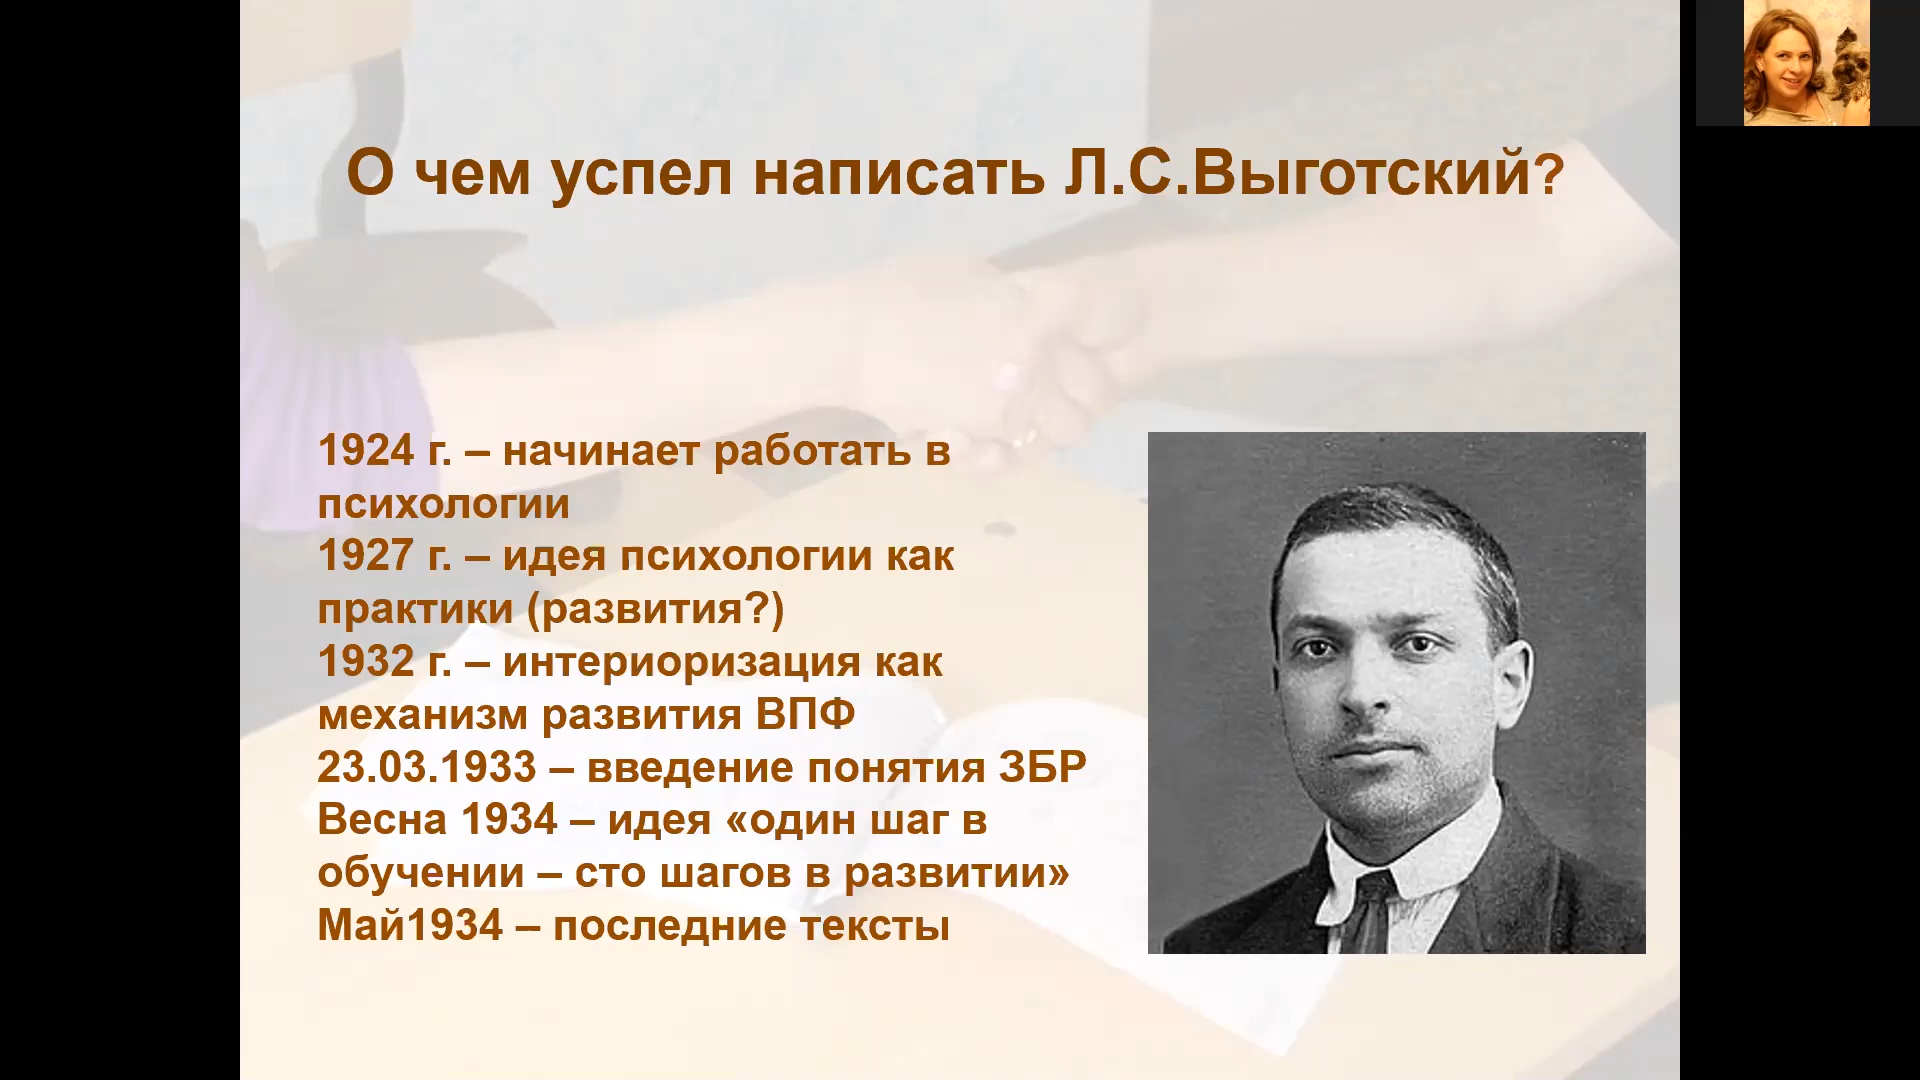 О чем успел написать Л.С.Выготский?
1924 г. – начинает работать в
психологии
1927 г. – идея психологии как
практики (развития?)
1932 г. – интериоризация как
механизм развития ВПФ
23.03.1933 – введение понятия ЗБР
Весна 1934 – идея «один шаг в
обучении – сто шагов в развитии»
Май1934 – последние тексты